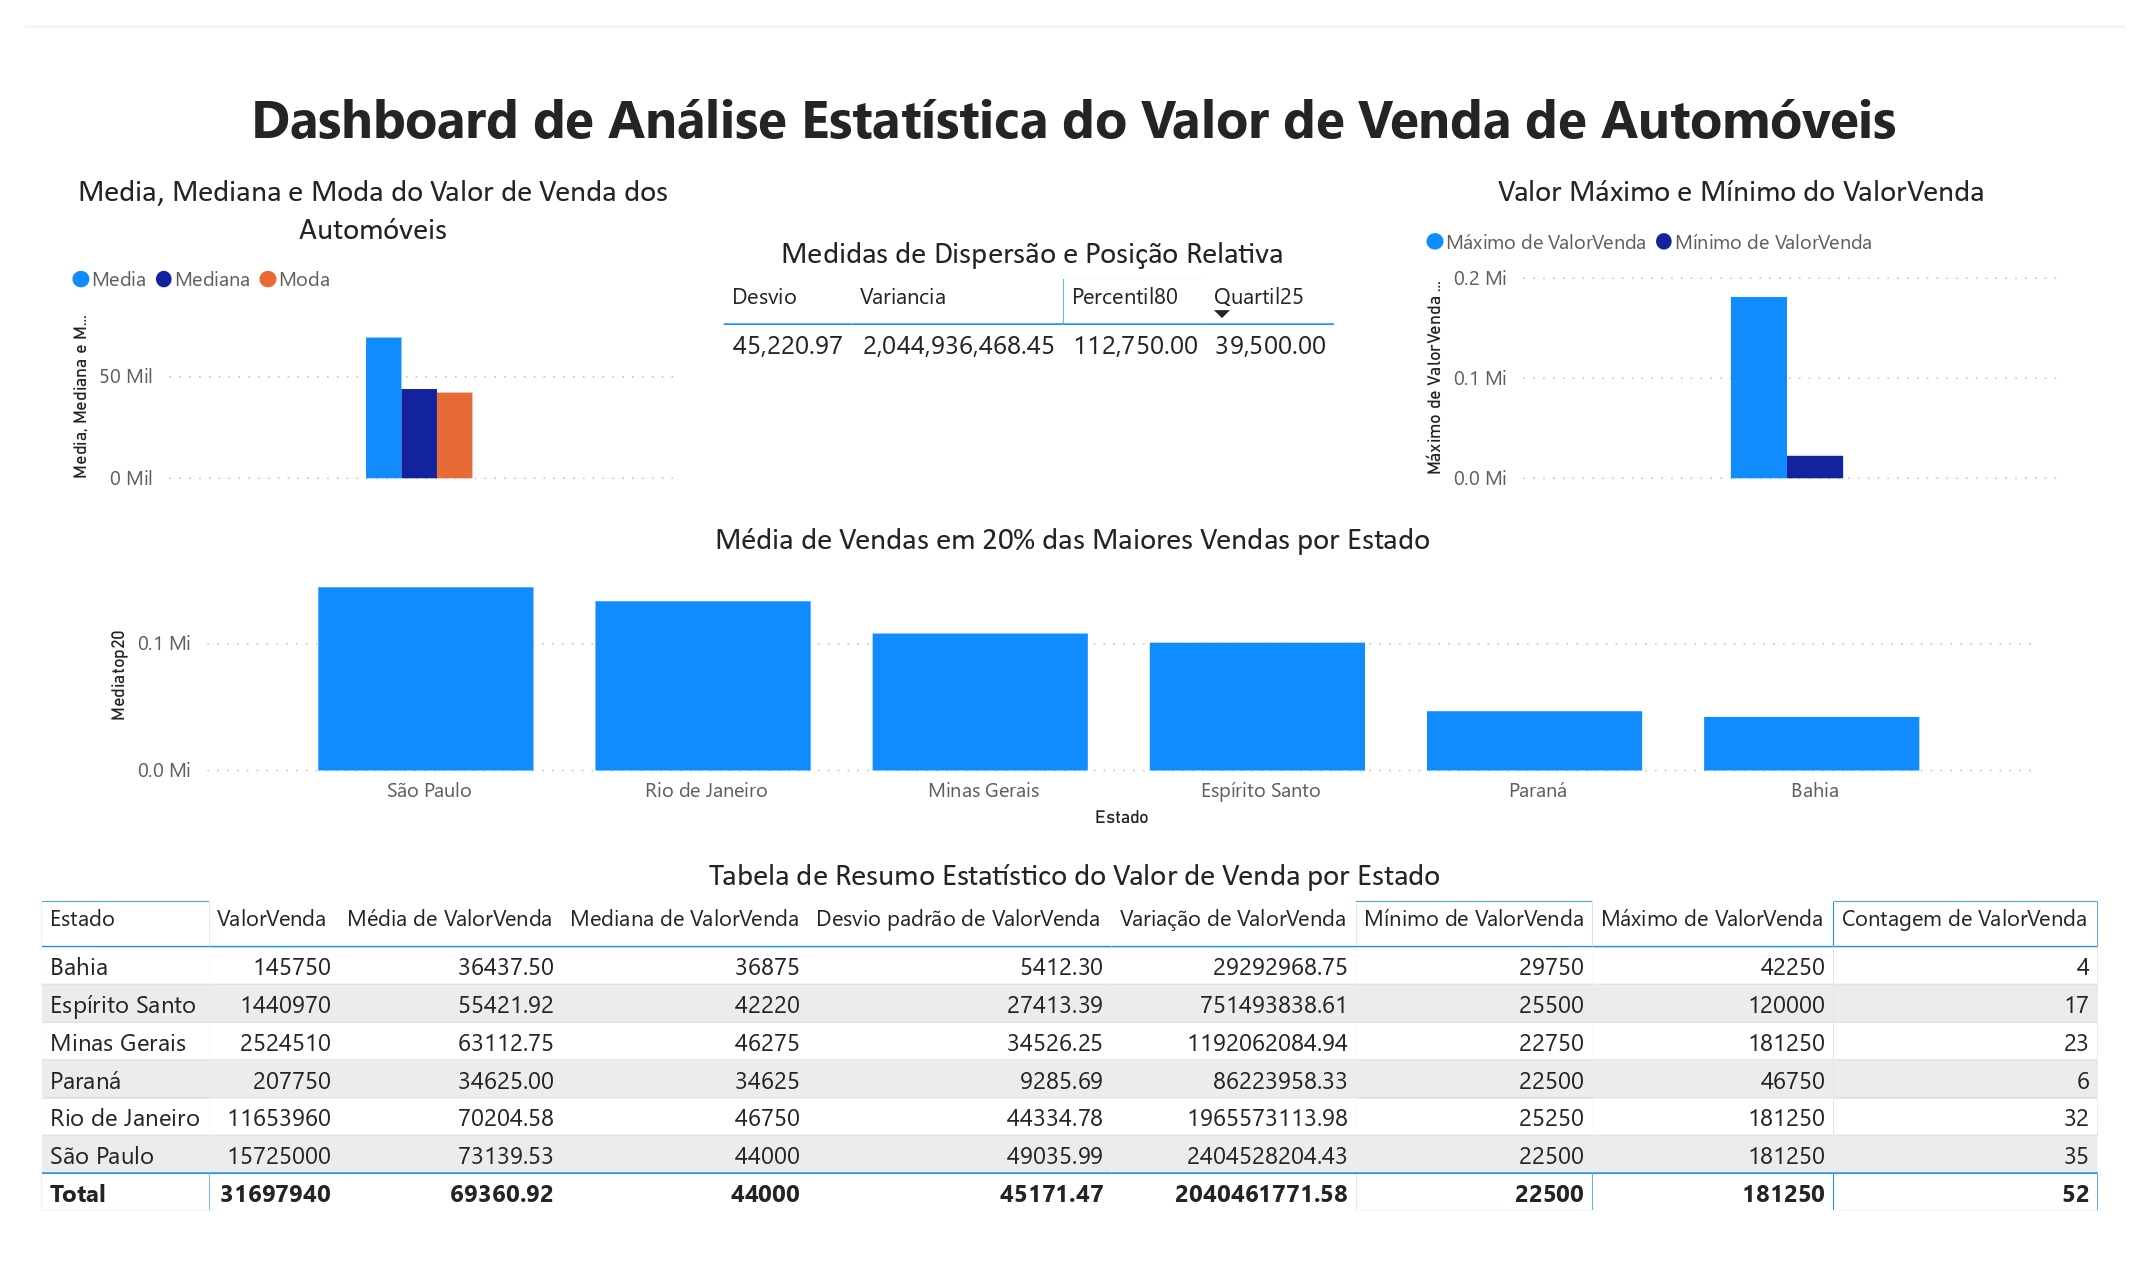 Dashboard de Análise Estatística do Valor de Venda de Automóveis
Media, Mediana e Moda do Valor de Venda dos
Automóveis
Media Mediana Moda
Media, Mediana e M...
50 Mil
0 Mil
Medidas de Dispersão e Posição Relativa
Desvio Variancia Percentil80 Quartil25
45,220.97 2,044,936,468.45 112,750.00 39,500.00
Valor Máximo e Mínimo do ValorVenda
Máximo de ValorVenda Mínimo de ValorVenda
Máximo de ValorVenda ...
0.2 Mi
0.1 Mi
0.0 Mi
Média de Vendas em 20% das Maiores Vendas por Estado
Mediatop20
0.1 Mi
0.0 Mi
São Paulo Rio de Janeiro Minas Gerais Espírito Santo Paraná Bahia
Estado
Tabela de Resumo Estatístico do Valor de Venda por Estado
Estado ValorVenda Média de ValorVenda Mediana de ValorVenda Desvio padrão de ValorVenda Variação de ValorVenda Mínimo de ValorVenda Máximo de ValorVenda Contagem de ValorVenda
Bahia 145750 36437.50 36875 5412.30 29292968.75 29750 42250 4
Espírito Santo 1440970 55421.92 42220 27413.39 751493838.61 25500 120000 17
Minas Gerais 2524510 63112.75 46275 34526.25 1192062084.94 22750 181250 23
Paraná 207750 34625.00 34625 9285.69 86223958.33 22500 46750 6
Rio de Janeiro 11653960 70204.58 46750 44334.78 1965573113.98 25250 181250 32
São Paulo 15725000 73139.53 44000 49035.99 2404528204.43 22500 181250 35
Total 31697940 69360.92 44000 45171.47 2040461771.58 22500 181250 52